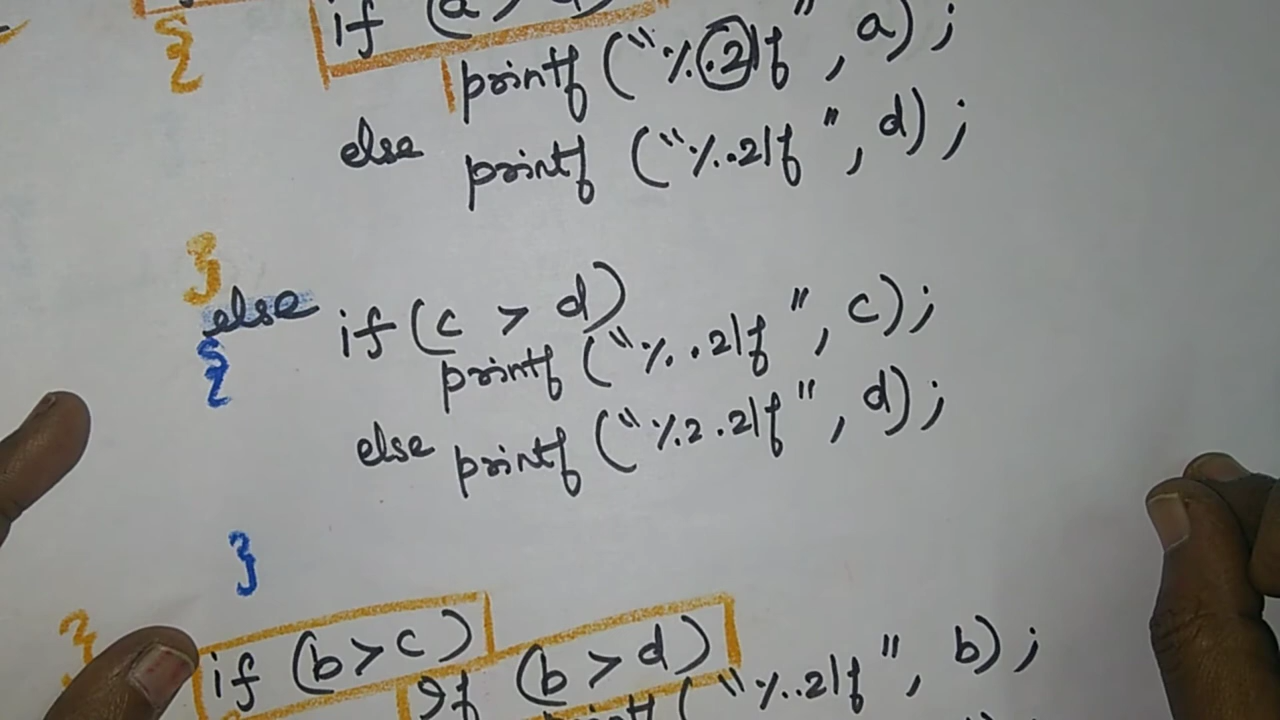 { if (a >
printf ("%.2lf", a);
else printf ("%.2lf", d);
}
else if (c > d)
{ printf ("%.2lf", c);
else printf ("%2.2lf", d);
}
} if (b>c)
If (b > d)
printf ("%.2lf", b);